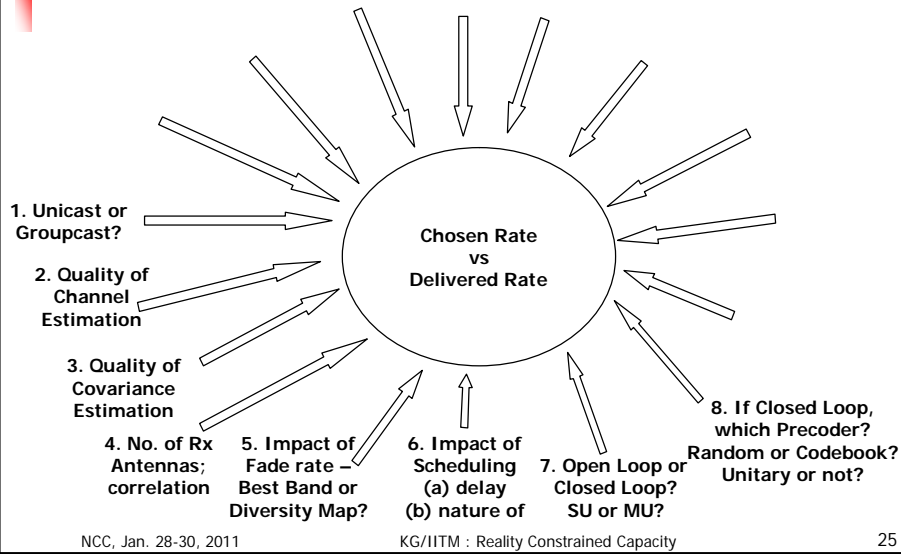 Chosen Rate
vs
Delivered Rate
1. Unicast or
Groupcast?
2. Quality of
Channel
Estimation
3. Quality of
Covariance
Estimation
4. No. of Rx
Antennas;
correlation
5. Impact of
Fade rate –
Best Band or
Diversity Map?
6. Impact of
Scheduling
(a) delay
(b) nature of
7. Open Loop or
Closed Loop?
SU or MU?
8. If Closed Loop,
which Precoder?
Random or Codebook?
Unitary or not?
NCC, Jan. 28-30, 2011
KG/IITM : Reality Constrained Capacity
25